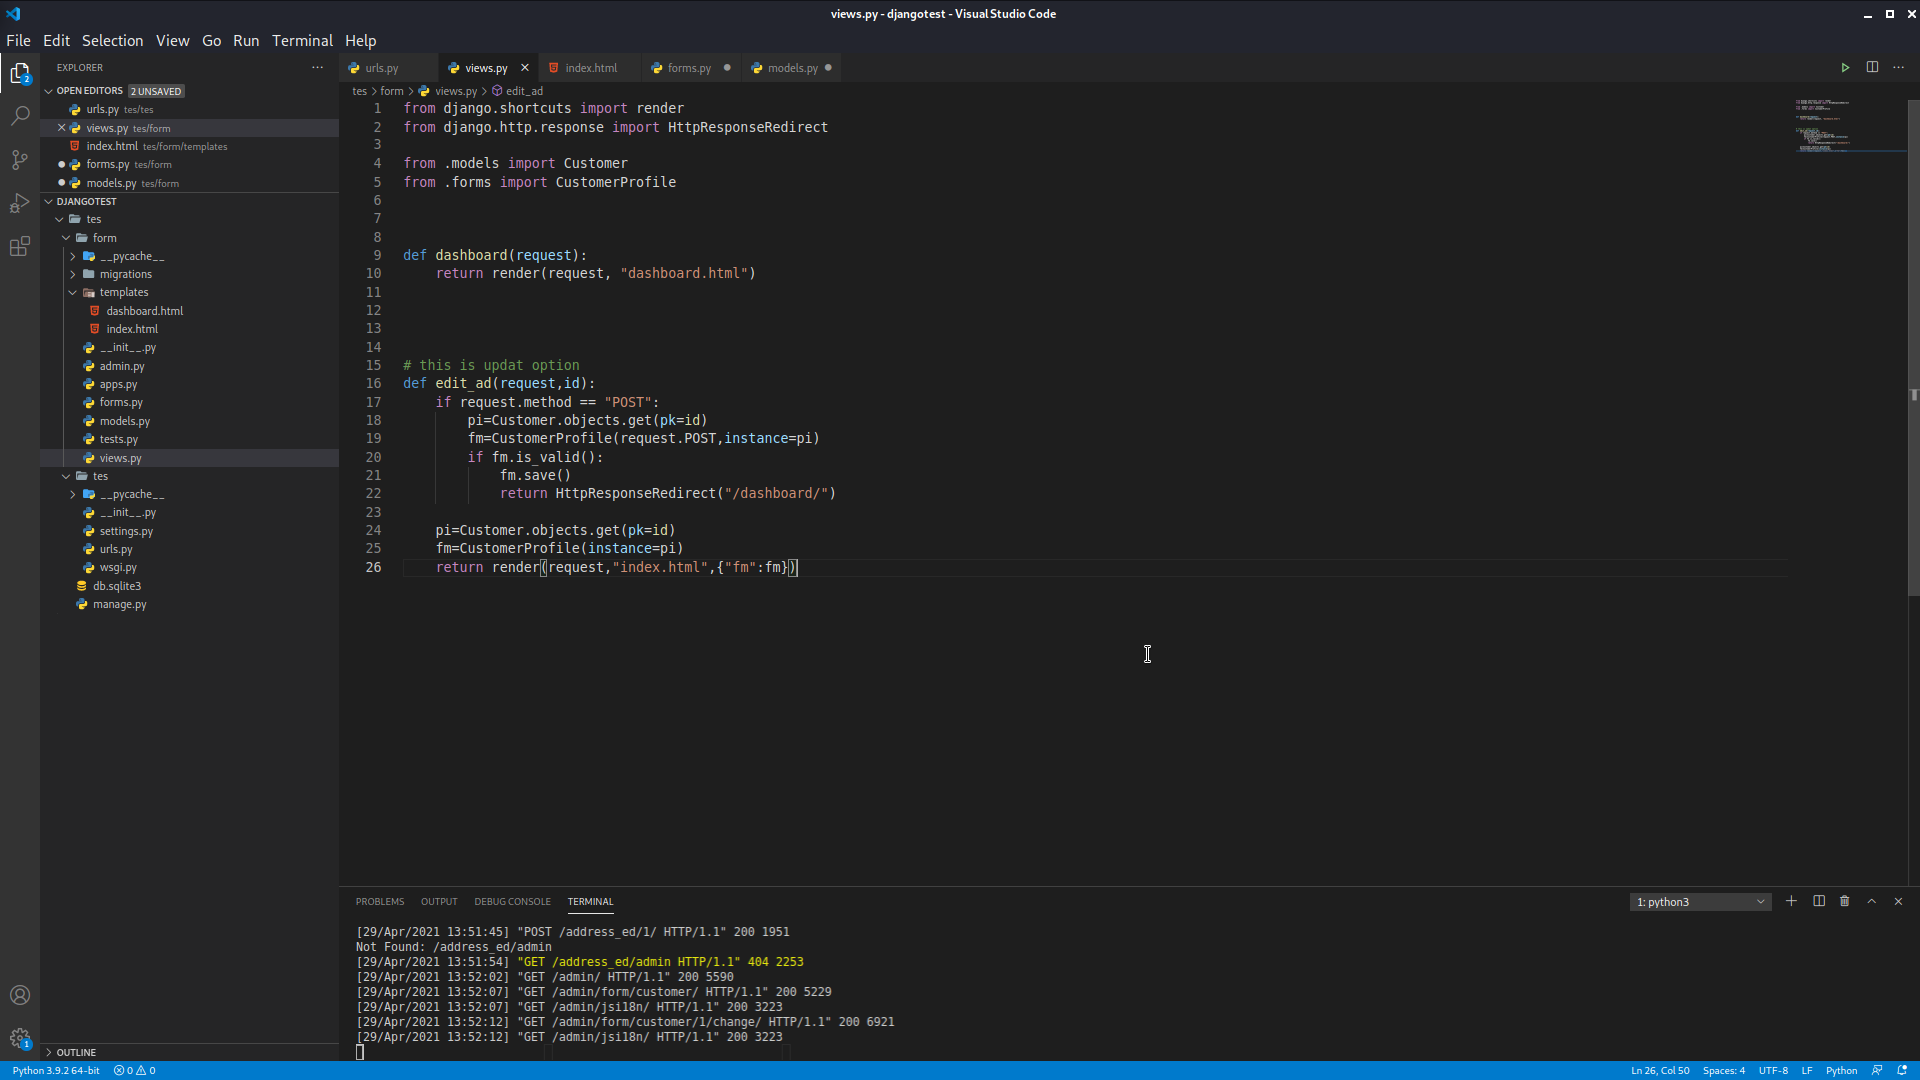 views.py - djangotest - Visual Studio Code
File Edit Selection View Go Run Terminal Help
EXPLORER
OPEN EDITORS 2 UNSAVED
urls.py tes/tes
views.py tes/form
index.html tes/form/templates
forms.py tes/form
models.py tes/form
DJANGOTEST
tes
form
__pycache__
migrations
templates
dashboard.html
index.html
__init__.py
admin.py
apps.py
forms.py
models.py
tests.py
views.py
tes
__pycache__
__init__.py
settings.py
urls.py
wsgi.py
db.sqlite3
manage.py
OUTLINE
2
1
urls.py views.py index.html forms.py models.py
tes > form > views.py > edit_ad
1 from django.shortcuts import render
2 from django.http.response import HttpResponseRedirect
3
4 from .models import Customer
5 from .forms import CustomerProfile
6
7
8
9 def dashboard(request):
10     return render(request, "dashboard.html")
11
12
13
14
15 # this is updat option
16 def edit_ad(request,id):
17     if request.method == "POST":
18         pi=Customer.objects.get(pk=id)
19         fm=CustomerProfile(request.POST,instance=pi)
20         if fm.is_valid():
21             fm.save()
22             return HttpResponseRedirect("/dashboard/")
23
24     pi=Customer.objects.get(pk=id)
25     fm=CustomerProfile(instance=pi)
26     return render(request,"index.html",{"fm":fm})
PROBLEMS OUTPUT DEBUG CONSOLE TERMINAL
1: python3
[29/Apr/2021 13:51:45] "POST /address_ed/1/ HTTP/1.1" 200 1951
Not Found: /address_ed/admin
[29/Apr/2021 13:51:54] "GET /address_ed/admin HTTP/1.1" 404 2253
[29/Apr/2021 13:52:02] "GET /admin/ HTTP/1.1" 200 5590
[29/Apr/2021 13:52:07] "GET /admin/form/customer/ HTTP/1.1" 200 5229
[29/Apr/2021 13:52:07] "GET /admin/jsi18n/ HTTP/1.1" 200 3223
[29/Apr/2021 13:52:12] "GET /admin/form/customer/1/change/ HTTP/1.1" 200 6921
[29/Apr/2021 13:52:12] "GET /admin/jsi18n/ HTTP/1.1" 200 3223
Python 3.9.2 64-bit 0 0 Ln 26, Col 50 Spaces: 4 UTF-8 LF Python